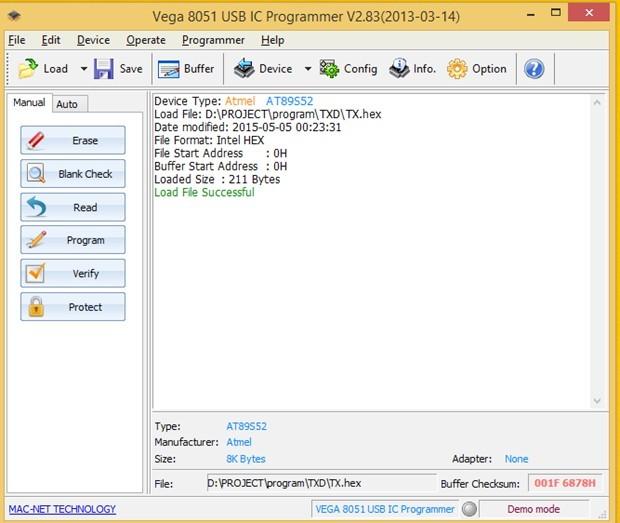 Vega 8051 USB IC Programmer V2.83(2013-03-14)
File Edit Device Operate Programmer Help
Load Save Buffer Device Config Info. Option ?
Manual Auto
Erase
Blank Check
Read
Program
Verify
Protect
Device Type: Atmel AT89S52
Load File: D:\PROJECT\program\TXD\TX.hex
Date modified: 2015-05-05 00:23:31
File Format: Intel HEX
File Start Address : 0H
Buffer Start Address : 0H
Loaded Size : 211 Bytes
Load File Successful
Type: AT89S52
Manufacturer: Atmel
Size: 8K Bytes Adapter: None
File: D:\PROJECT\program\TXD\TX.hex Buffer Checksum: 001F 6878H
MAC-NET TECHNOLOGY VEGA 8051 USB IC Programmer Demo mode